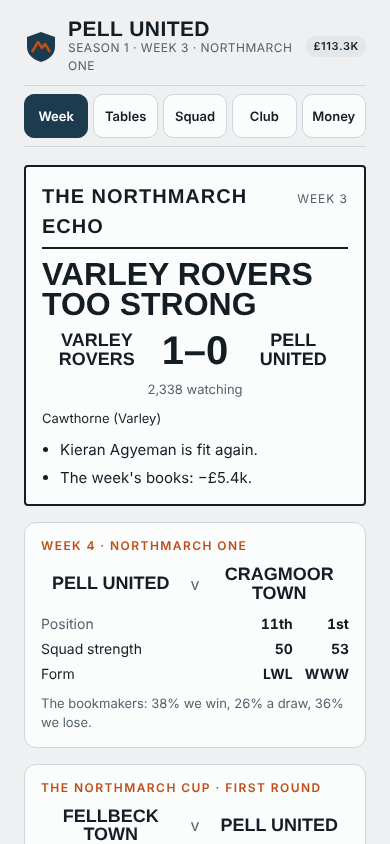 PELL UNITED
SEASON 1 · WEEK 3 · NORTHMARCH
ONE
£113.3K
Week
Tables
Squad
Club
Money
THE NORTHMARCH
ECHO
WEEK 3
VARLEY ROVERS
TOO STRONG
VARLEY
ROVERS
1–0
PELL
UNITED
2,338 watching
Cawthorne (Varley)
• Kieran Agyeman is fit again.
• The week's books: −£5.4k.
WEEK 4 · NORTHMARCH ONE
PELL UNITED
v
CRAGMOOR
TOWN
Position 11th 1st
Squad strength 50 53
Form LWL WWW
The bookmakers: 38% we win, 26% a draw, 36%
we lose.
THE NORTHMARCH CUP · FIRST ROUND
FELLBECK
TOWN
v
PELL UNITED